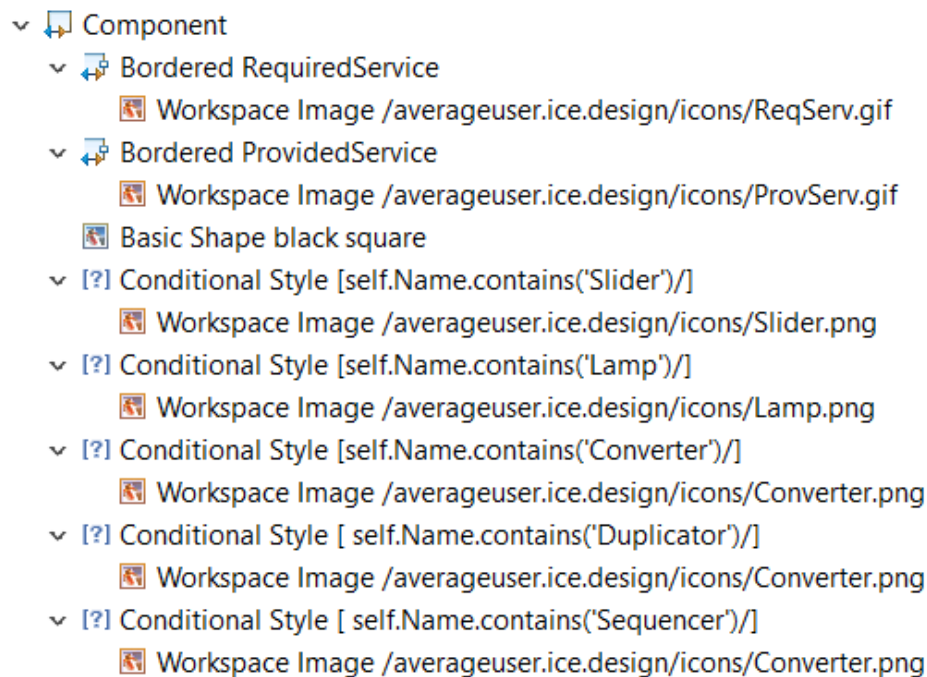 Component
Bordered RequiredService
Workspace Image /averageuser.ice.design/icons/ReqServ.gif
Bordered ProvidedService
Workspace Image /averageuser.ice.design/icons/ProvServ.gif
Basic Shape black square
[?] Conditional Style [self.Name.contains('Slider')/]
Workspace Image /averageuser.ice.design/icons/Slider.png
[?] Conditional Style [self.Name.contains('Lamp')/]
Workspace Image /averageuser.ice.design/icons/Lamp.png
[?] Conditional Style [self.Name.contains('Converter')/]
Workspace Image /averageuser.ice.design/icons/Converter.png
[?] Conditional Style [ self.Name.contains('Duplicator')/]
Workspace Image /averageuser.ice.design/icons/Converter.png
[?] Conditional Style [ self.Name.contains('Sequencer')/]
Workspace Image /averageuser.ice.design/icons/Converter.png